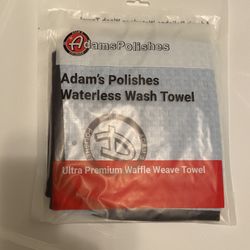 AdamsPolishes
Adam's Polishes
Waterless Wash Towel
Ultra Premium Waffle Weave Towel